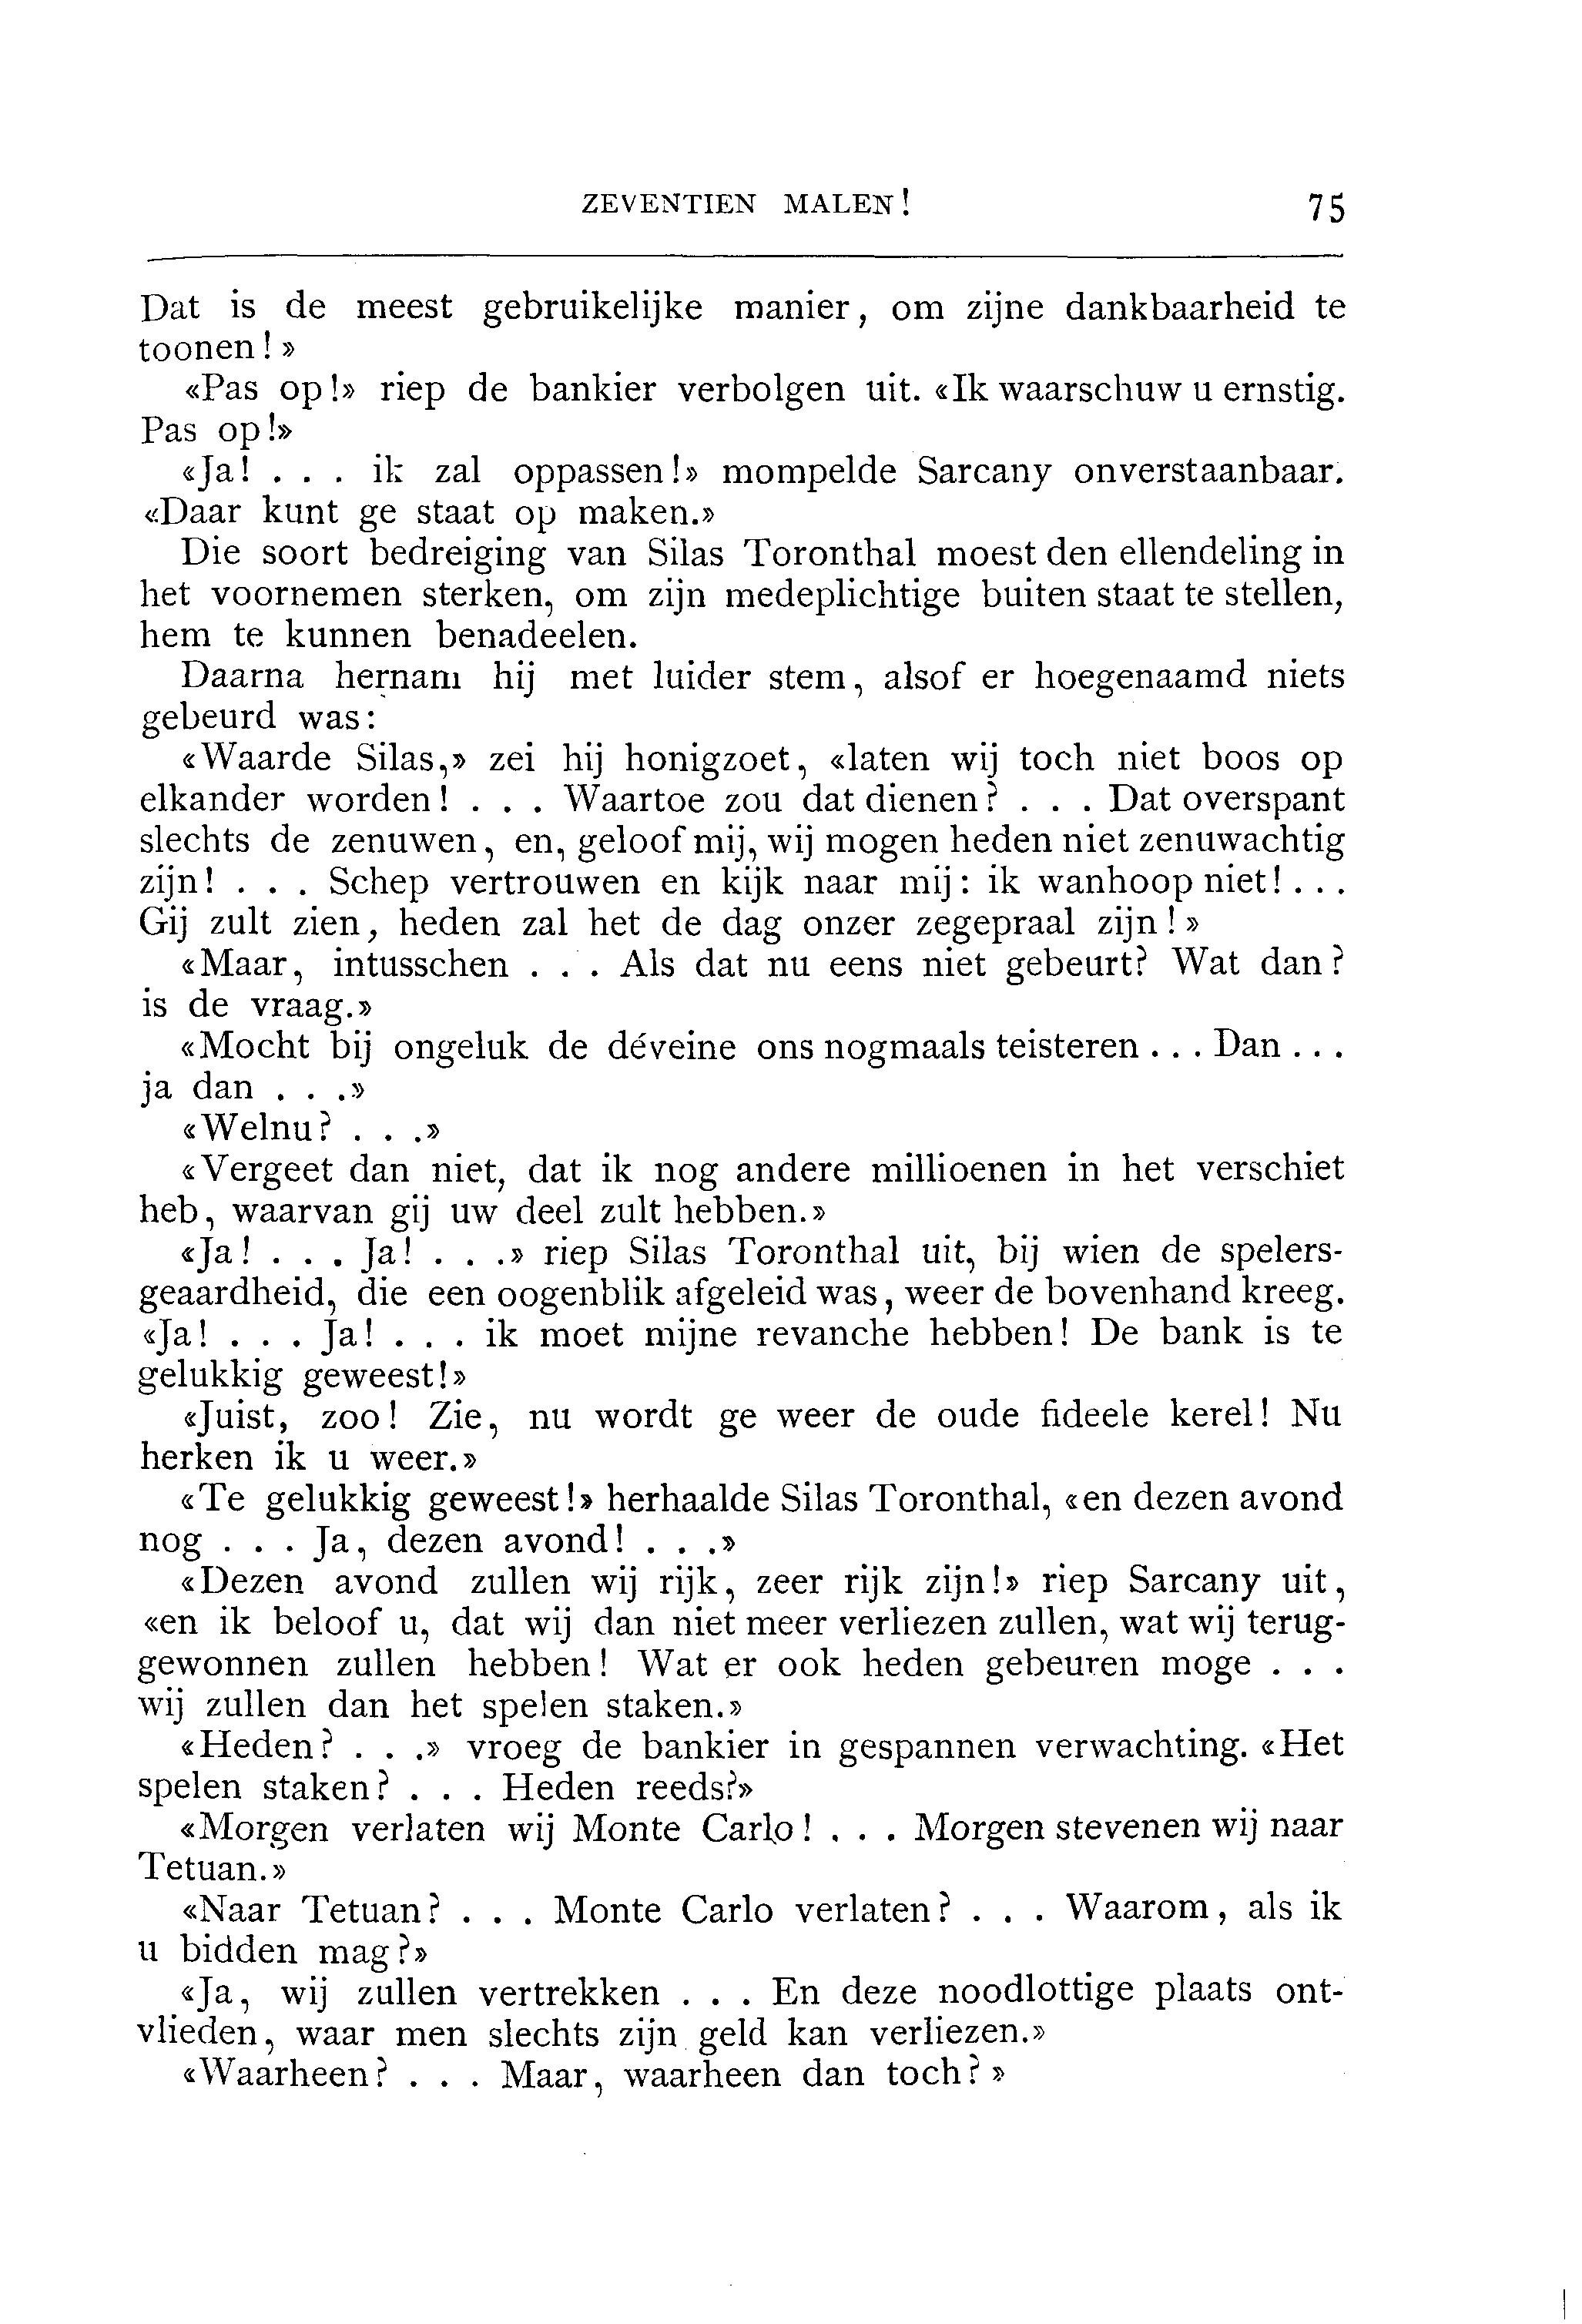 ZEVENTIEN MALEN! 75
Dat is de meest gebruikelijke manier, om zijne dankbaarheid te
toonen!»
«Pas op!» riep de bankier verbolgen uit. «Ik waarschuw u ernstig.
Pas op!»
«Ja! . . . ik zal oppassen!» mompelde Sarcany onverstaanbaar.
«Daar kunt ge staat op maken.»
Die soort bedreiging van Silas Toronthal moest den ellendeling in
het voornemen sterken, om zijn medeplichtige buiten staat te stellen,
hem te kunnen benadeelen.
Daarna hernam hij met luider stem, alsof er hoegenaamd niets
gebeurd was:
«Waarde Silas,» zei hij honigzoet, «laten wij toch niet boos op
elkander worden! . . . Waartoe zou dat dienen? . . . Dat overspant
slechts de zenuwen, en, geloof mij, wij mogen heden niet zenuwachtig
zijn! . . . Schep vertrouwen en kijk naar mij: ik wanhoop niet! . . .
Gij zult zien, heden zal het de dag onzer zegepraal zijn!»
«Maar, intusschen . . . Als dat nu eens niet gebeurt? Wat dan?
is de vraag.»
«Mocht bij ongeluk de déveine ons nogmaals teisteren . . . Dan . . .
ja dan . . .»
«Welnu? . . .»
«Vergeet dan niet, dat ik nog andere millioenen in het verschiet
heb, waarvan gij uw deel zult hebben.»
«Ja! . . . Ja! . . .» riep Silas Toronthal uit, bij wien de spelers-
geaardheid, die een oogenblik afgeleid was, weer de bovenhand kreeg.
«Ja! . . . Ja! . . . ik moet mijne revanche hebben! De bank is te
gelukkig geweest!»
«Juist, zoo! Zie, nu wordt ge weer de oude fideele kerel! Nu
herken ik u weer.»
«Te gelukkig geweest!» herhaalde Silas Toronthal, «en dezen avond
nog . . . Ja, dezen avond! . . .»
«Dezen avond zullen wij rijk, zeer rijk zijn!» riep Sarcany uit,
«en ik beloof u, dat wij dan niet meer verliezen zullen, wat wij terug-
gewonnen zullen hebben! Wat er ook heden gebeuren moge . . .
wij zullen dan het spelen staken.»
«Heden? . . .» vroeg de bankier in gespannen verwachting. «Het
spelen staken? . . . Heden reeds?»
«Morgen verlaten wij Monte Carlo! . . . Morgen stevenen wij naar
Tetuan.»
«Naar Tetuan? . . . Monte Carlo verlaten? . . . Waarom, als ik
u bidden mag?»
«Ja, wij zullen vertrekken . . . En deze noodlottige plaats ont-
vlieden, waar men slechts zijn geld kan verliezen.»
«Waarheen? . . . Maar, waarheen dan toch?»